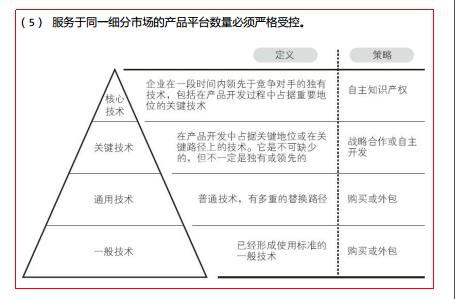 （5） 服务于同一细分市场的产品平台数量必须严格受控。
定义
策略
核心
技术
企业在一段时间内领先于竞争对手的独有
技术，包括在产品开发过程中占据重要地
位的关键技术
自主知识产权
关键技术
在产品开发中占据关键地位或在关
键路径上的技术。它是不可缺少
的，但不一定是独有或领先的
战略合作或自主
开发
通用技术
普通技术，有多重的替换路径
购买或外包
一般技术
已经形成使用标准的
一般技术
购买或外包